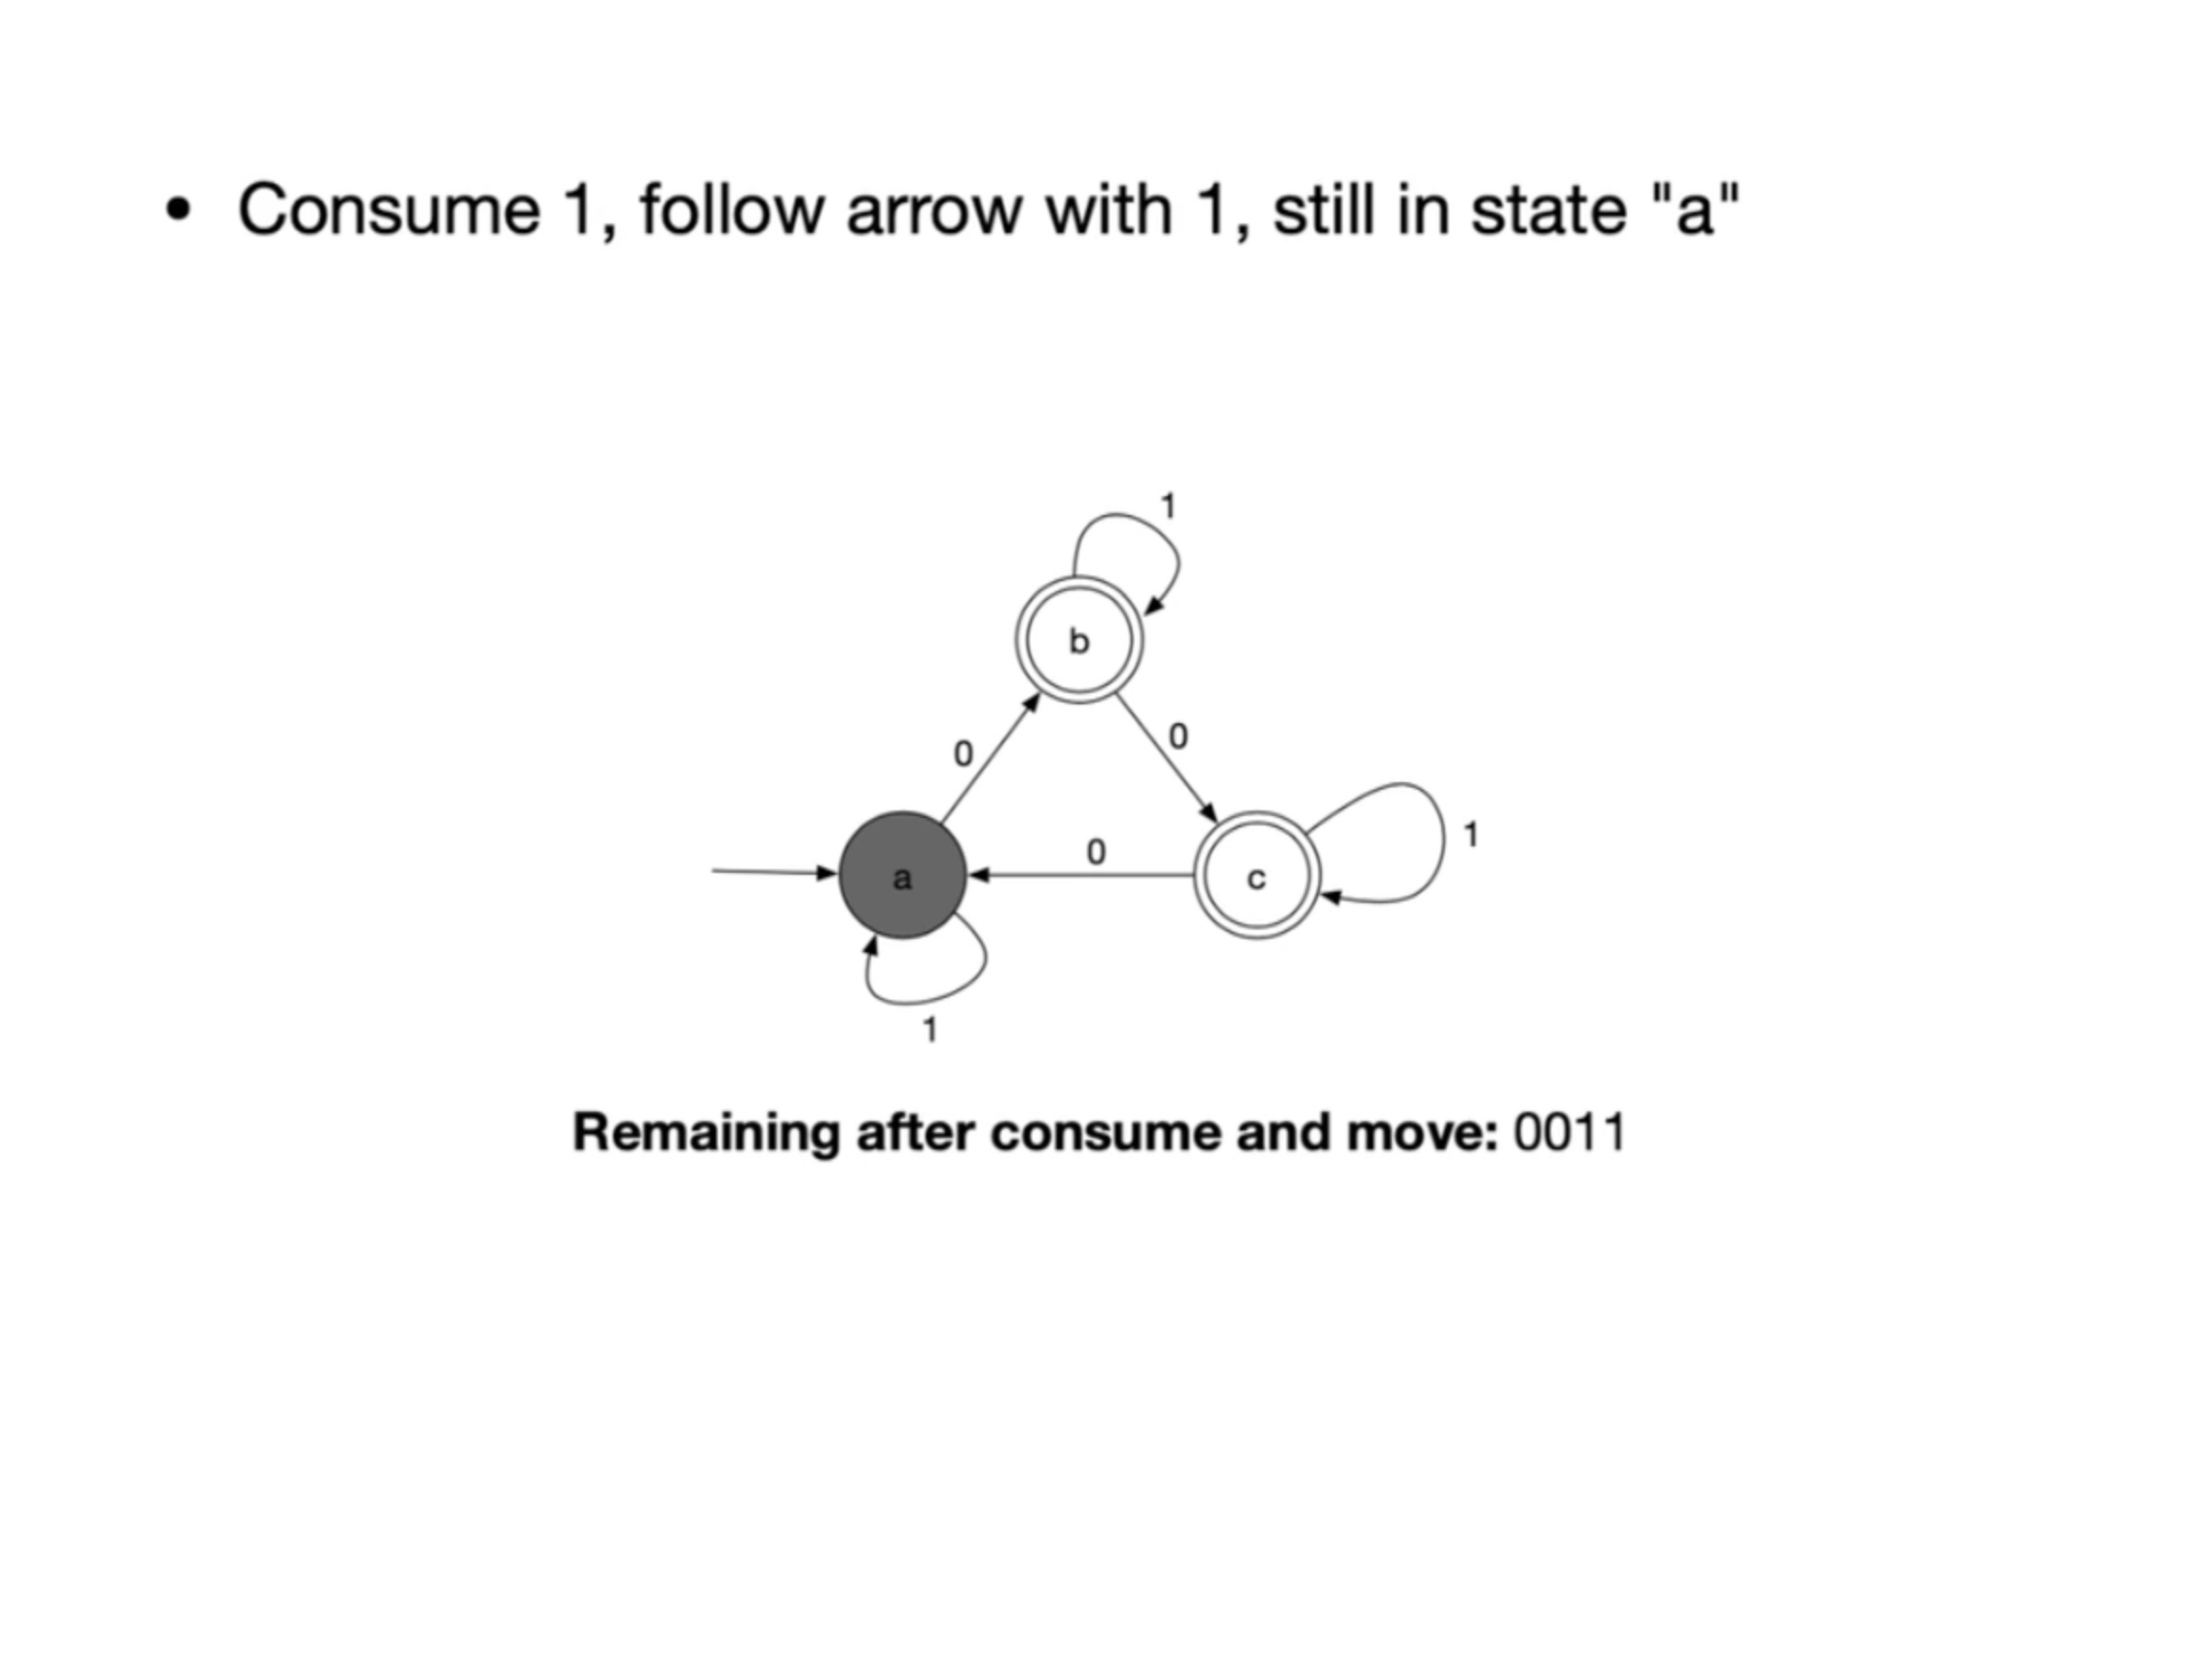 • Consume 1, follow arrow with 1, still in state "a"
1
b
0
0
1
0
a
c
1
Remaining after consume and move: 0011